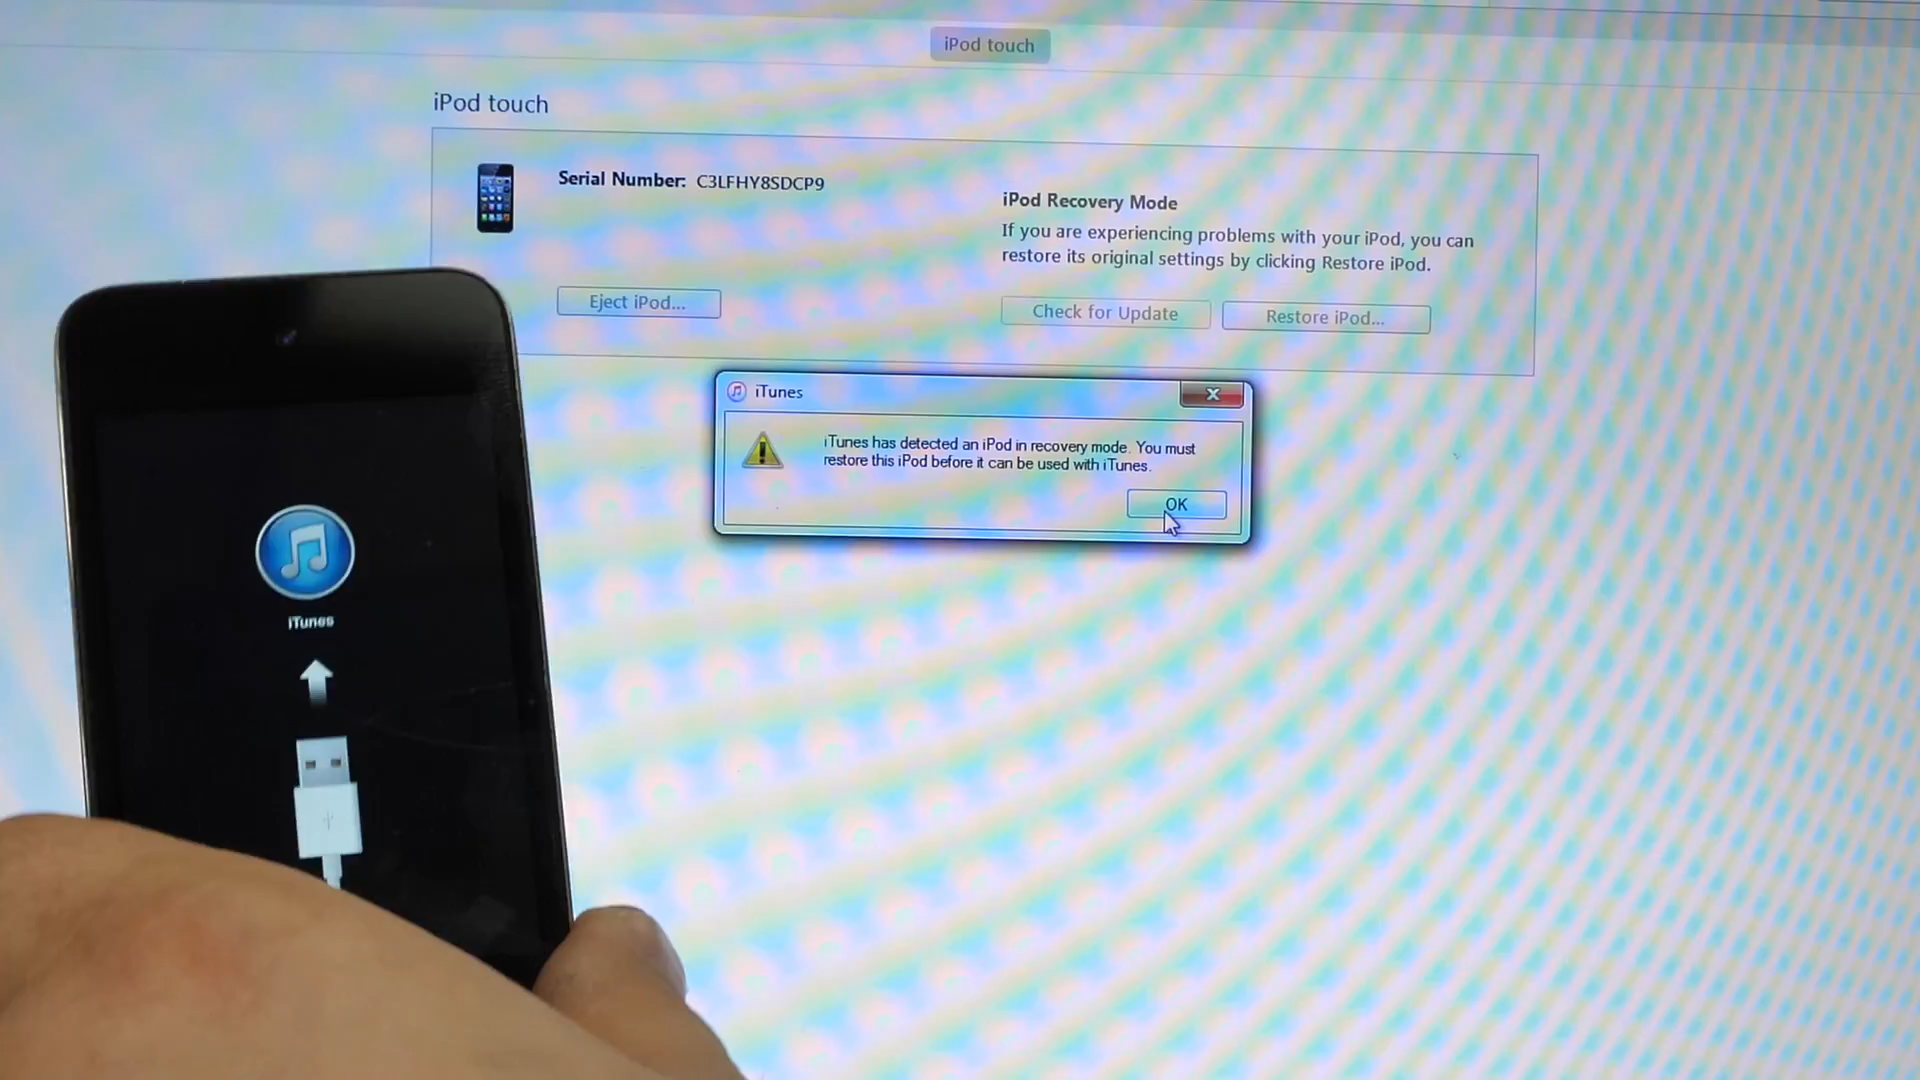 iPod touch
iPod touch
Serial Number: C3LFHY8SDCP9
iPod Recovery Mode
If you are experiencing problems with your iPod, you can
restore its original settings by clicking Restore iPod.
Eject iPod...
Check for Update
Restore iPod...
iTunes
iTunes has detected an iPod in recovery mode. You must
restore this iPod before it can be used with iTunes.
OK
iTunes